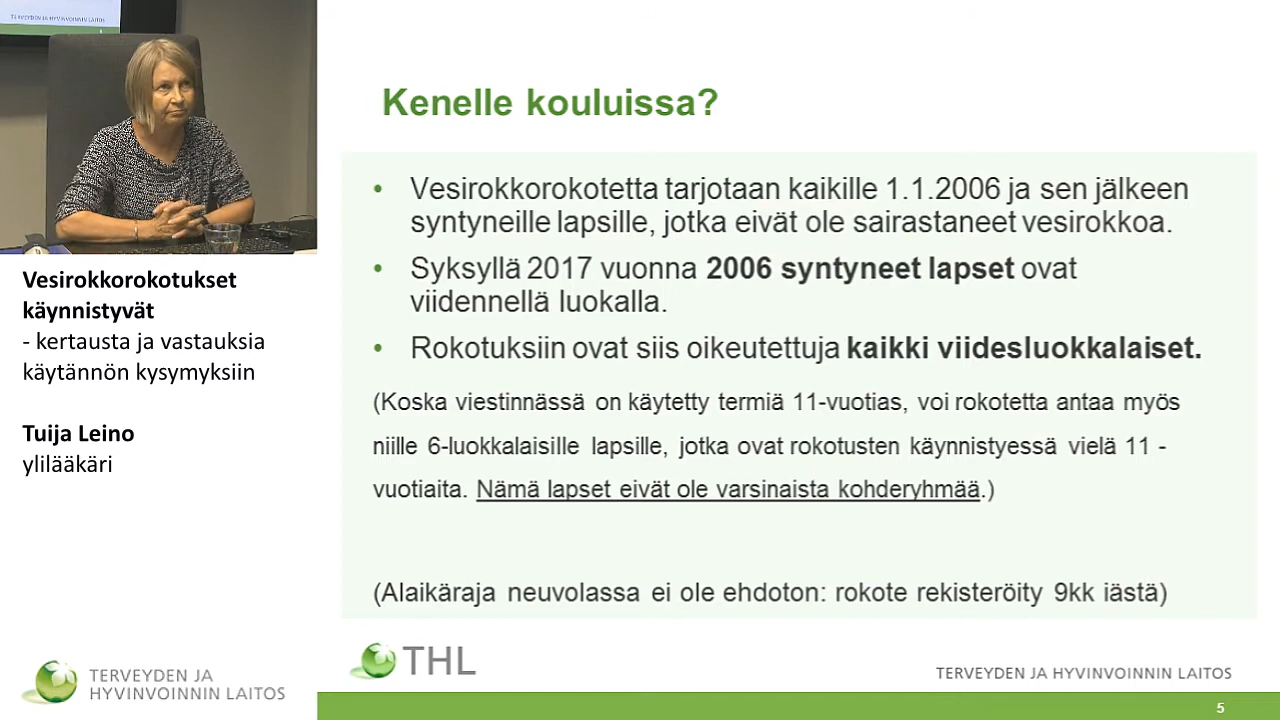 TERVEYDEN JA HYVINVOINNIN LAITOS
Vesirokkorokotukset
käynnistyvät
- kertausta ja vastauksia
käytännön kysymyksiin
Tuija Leino
ylilääkäri
TERVEYDEN JA
HYVINVOINNIN LAITOS
Kenelle kouluissa?
• Vesirokkorokotetta tarjotaan kaikille 1.1.2006 ja sen jälkeen
syntyneille lapsille, jotka eivät ole sairastaneet vesirokkoa.
• Syksyllä 2017 vuonna 2006 syntyneet lapset ovat
viidennellä luokalla.
• Rokotuksiin ovat siis oikeutettuja kaikki viidesluokkalaiset.
(Koska viestinnässä on käytetty termiä 11-vuotias, voi rokotetta antaa myös
niille 6-luokkalaisille lapsille, jotka ovat rokotusten käynnistyessä vielä 11 -
vuotiaita. Nämä lapset eivät ole varsinaista kohderyhmää.)
(Alaikäraja neuvolassa ei ole ehdoton: rokote rekisteröity 9kk iästä)
THL
TERVEYDEN JA HYVINVOINNIN LAITOS
5